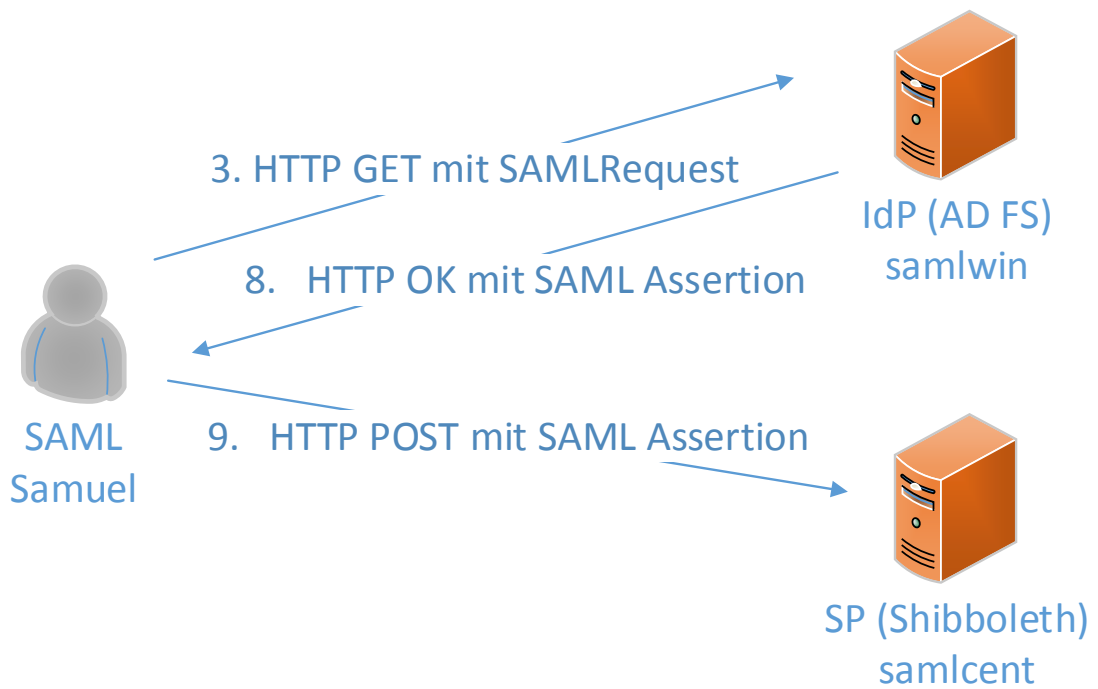 3. HTTP GET mit SAMLRequest
IdP (AD FS)
samlwin
8. HTTP OK mit SAML Assertion
SAML
Samuel
9. HTTP POST mit SAML Assertion
SP (Shibboleth)
samlcent